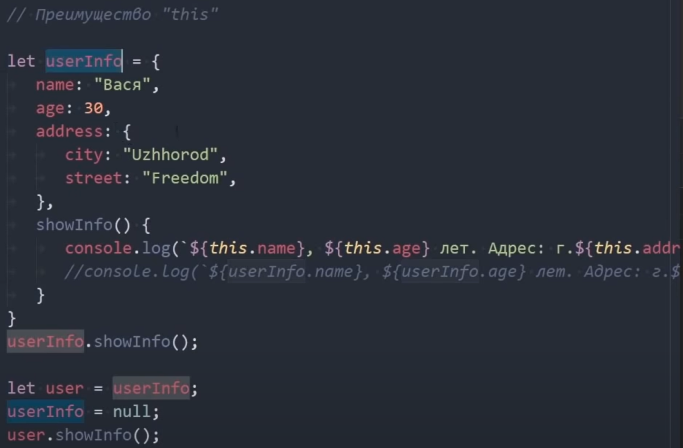 // Преимущество "this"
let userInfo = {
name: "Вася",
age: 30,
address: {
city: "Uzhhorod",
street: "Freedom",
},
showInfo() {
console.log(`${this.name}, ${this.age} лет. Адрес: г.${this.addr
//console.log(`${userInfo.name}, ${userInfo.age} лет. Адрес: г.$
}
}
userInfo.showInfo();
let user = userInfo;
userInfo = null;
user.showInfo();